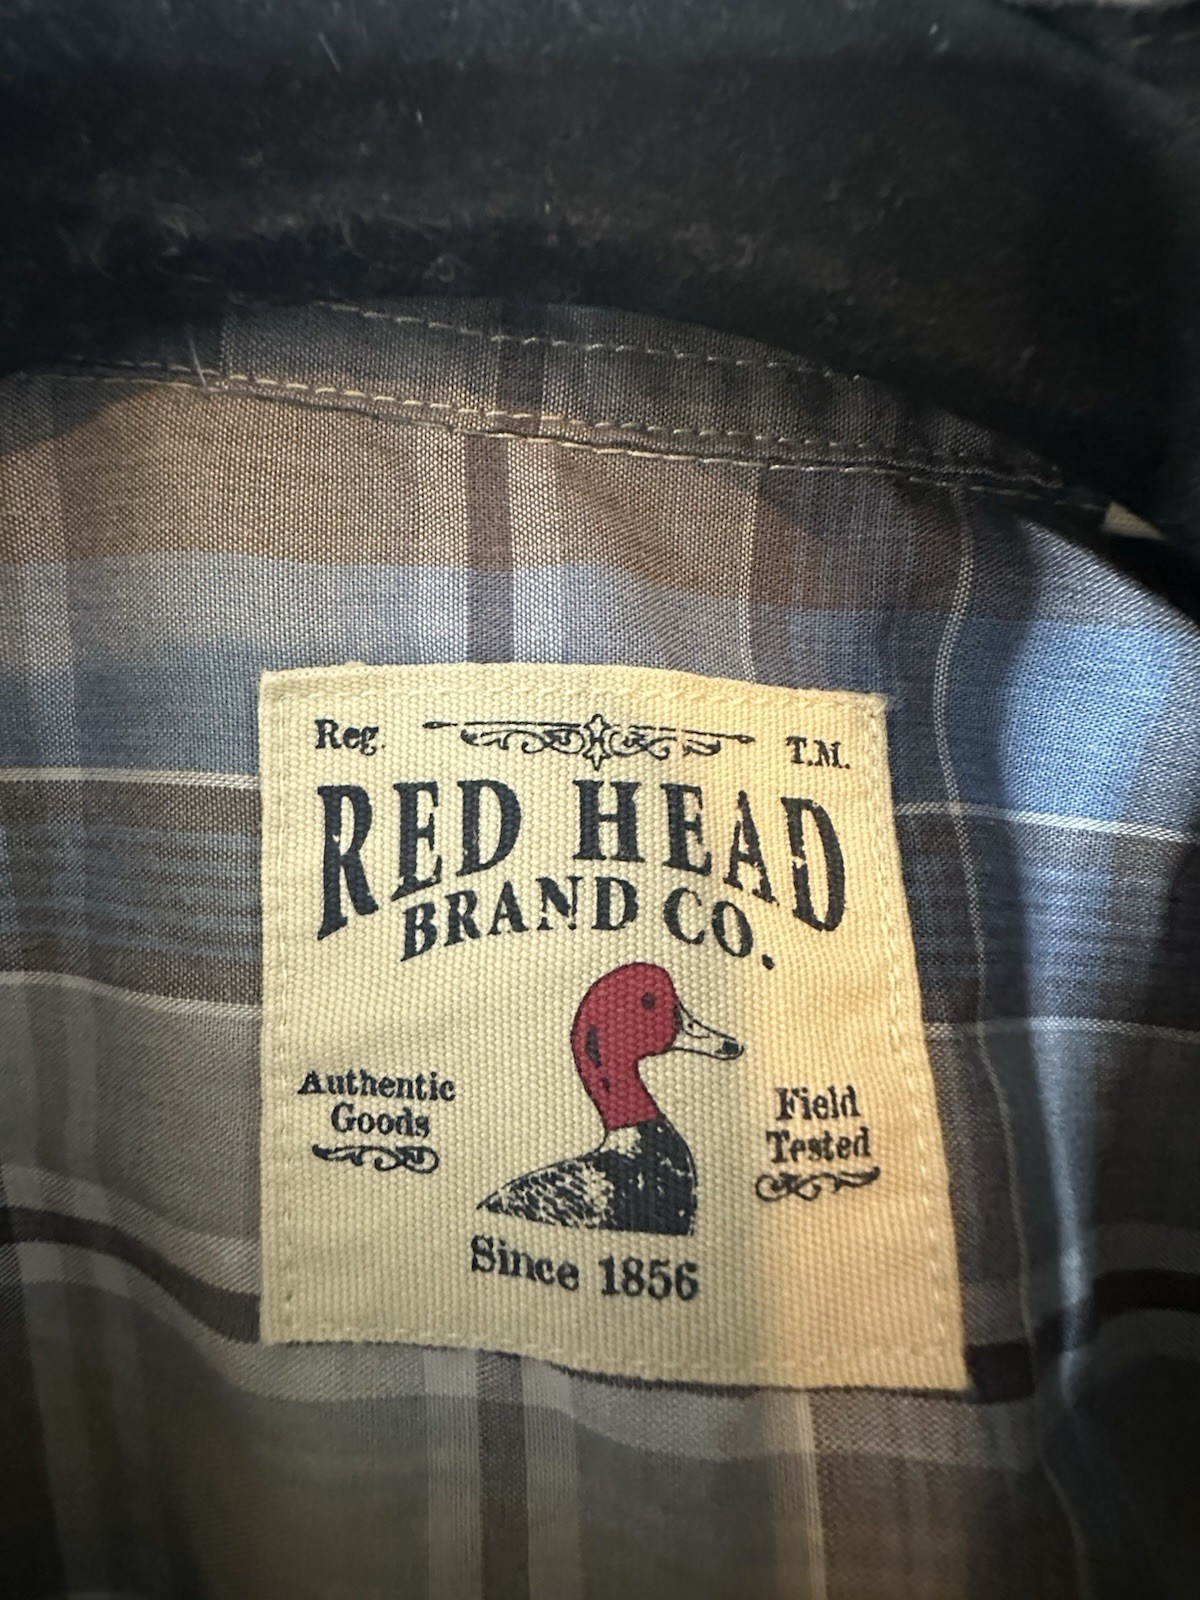 Reg. T.M.
RED HEAD
BRAND CO.
Authentic
Goods
Field
Tested
Since 1856